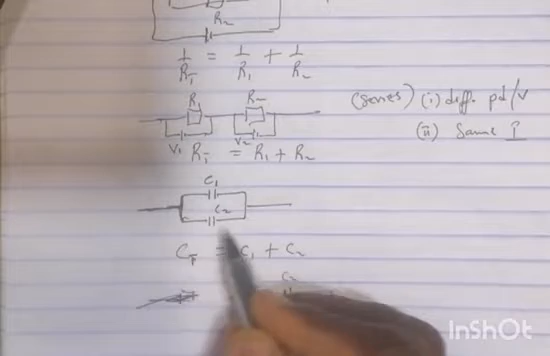 R₂
1/R_T = 1/R₁ + 1/R₂
R₁ R₂ (series) (i) diff. pd/V
V₁ V₂ (ii) Same I
R_T = R₁ + R₂
C₁
C₂
C_T = C₁ + C₂
C₂
InShOt